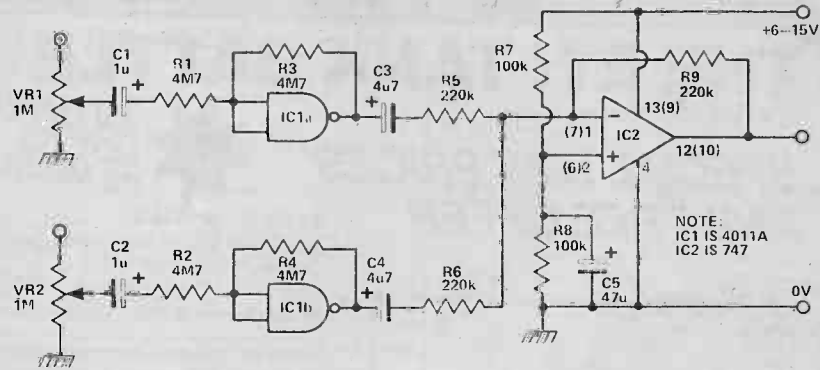 +6–15V
C1
1u
+
R1
4M7
R3
4M7
IC1a
C3
4u7
+
R5
220k
R7
100k
R9
220k
VR1
1M
13(9)
(7)1
−
IC2
(6)2
+
12(10)
4
C2
1u
+
R2
4M7
R4
4M7
IC1b
C4
4u7
+
R6
220k
R8
100k
+
C5
47u
NOTE:
IC1 IS 4011A
IC2 IS 747
VR2
1M
0V